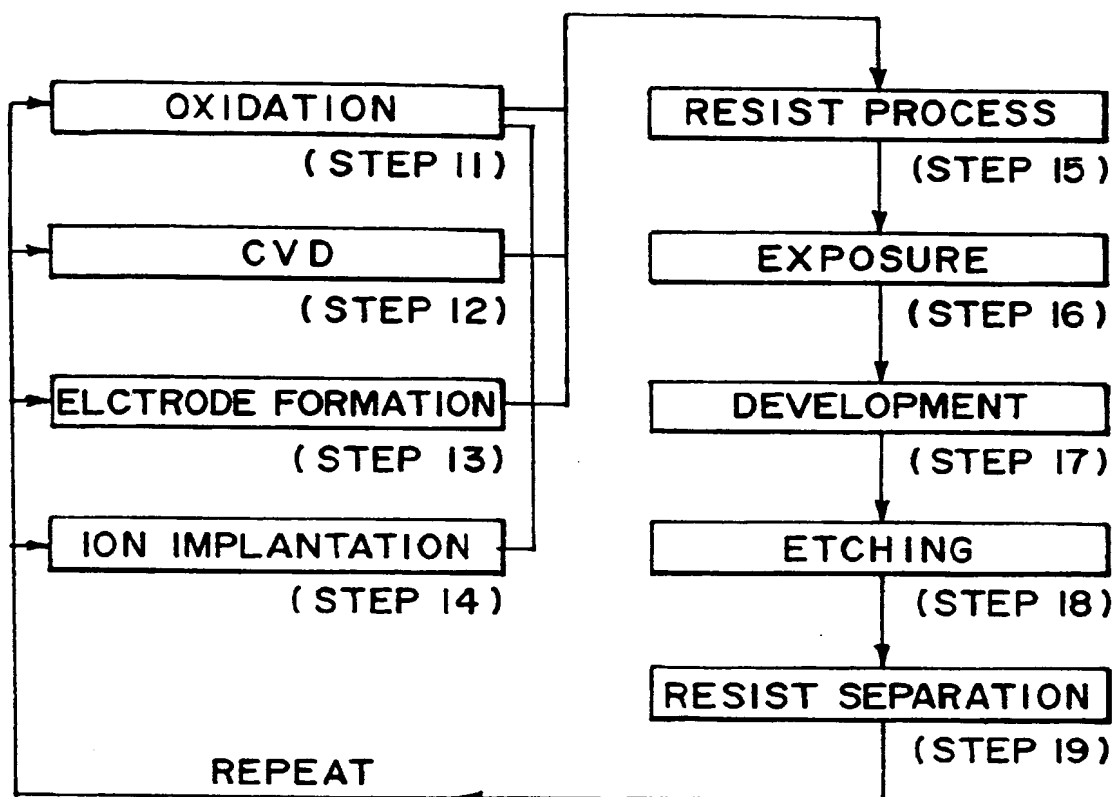 OXIDATION
(STEP 11)
CVD
(STEP 12)
ELCTRODE FORMATION
(STEP 13)
ION IMPLANTATION
(STEP 14)
RESIST PROCESS
(STEP 15)
EXPOSURE
(STEP 16)
DEVELOPMENT
(STEP 17)
ETCHING
(STEP 18)
RESIST SEPARATION
(STEP 19)
REPEAT